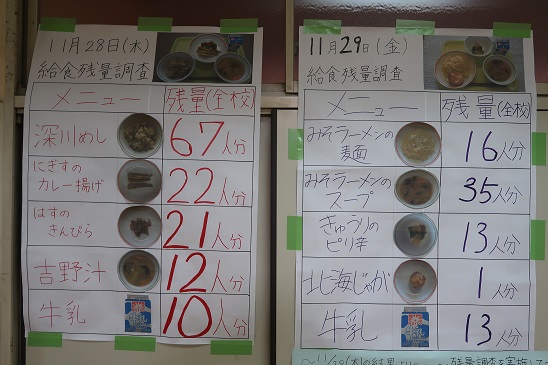 11月28日(木)
給食残量調査
メニュー 残量(全校)
深川めし 67人分
にぎすの
カレー揚げ 22人分
はすの
きんぴら 21人分
吉野汁 12人分
牛乳 10人分
11月29日(金)
給食残量調査
メニュー 残量(全校)
みそラーメンの
麺 16人分
みそラーメンの
スープ 35人分
きゅうりの
ピリ辛 13人分
北海じゃが 1人分
牛乳 13人分